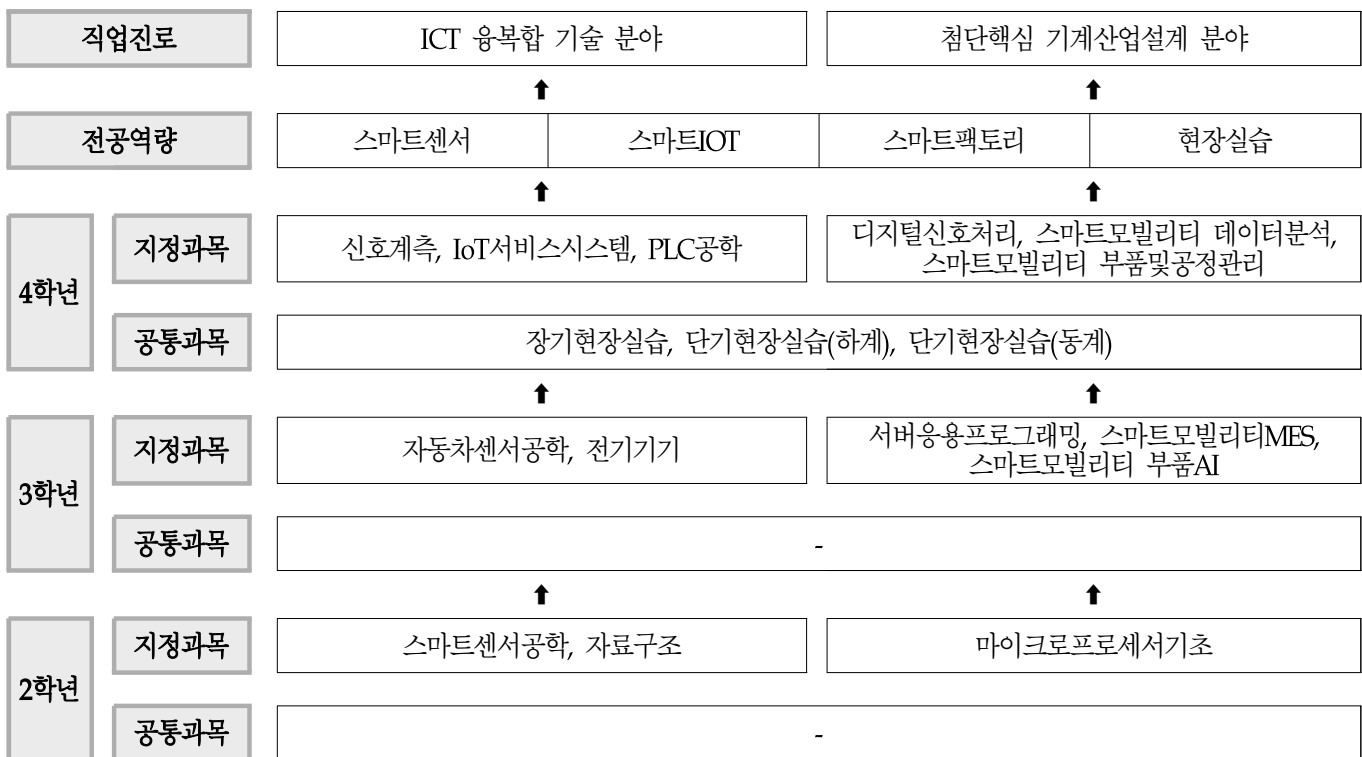 직업진로
ICT 융복합 기술 분야
첨단핵심 기계산업설계 분야
전공역량
스마트센서
스마트IOT
스마트팩토리
현장실습
4학년
지정과목
신호계측, IoT서비스시스템, PLC공학
디지털신호처리, 스마트모빌리티 데이터분석,
스마트모빌리티 부품및공정관리
공통과목
장기현장실습, 단기현장실습(하계), 단기현장실습(동계)
3학년
지정과목
자동차센서공학, 전기기기
서버응용프로그래밍, 스마트모빌리티MES,
스마트모빌리티 부품AI
공통과목
-
2학년
지정과목
스마트센서공학, 자료구조
마이크로프로세서기초
공통과목
-